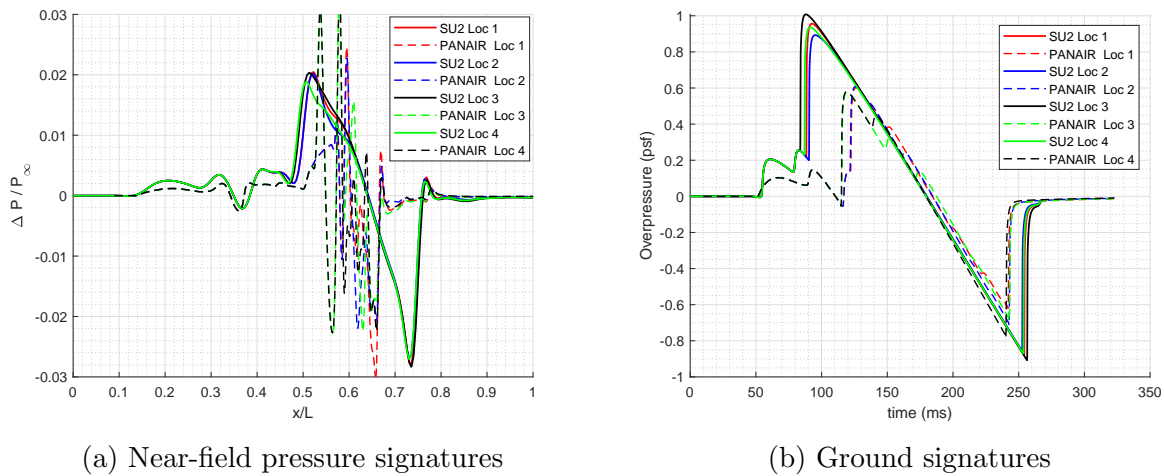 0.03
0.02
0.01
0
-0.01
-0.02
-0.03
Δ P / P∞
0 0.1 0.2 0.3 0.4 0.5 0.6 0.7 0.8 0.9 1
x/L
SU2 Loc 1
PANAIR Loc 1
SU2 Loc 2
PANAIR Loc 2
SU2 Loc 3
PANAIR Loc 3
SU2 Loc 4
PANAIR Loc 4
(a) Near-field pressure signatures
1
0.8
0.6
0.4
0.2
0
-0.2
-0.4
-0.6
-0.8
-1
Overpressure (psf)
0 50 100 150 200 250 300 350
time (ms)
SU2 Loc 1
PANAIR Loc 1
SU2 Loc 2
PANAIR Loc 2
SU2 Loc 3
PANAIR Loc 3
SU2 Loc 4
PANAIR Loc 4
(b) Ground signatures